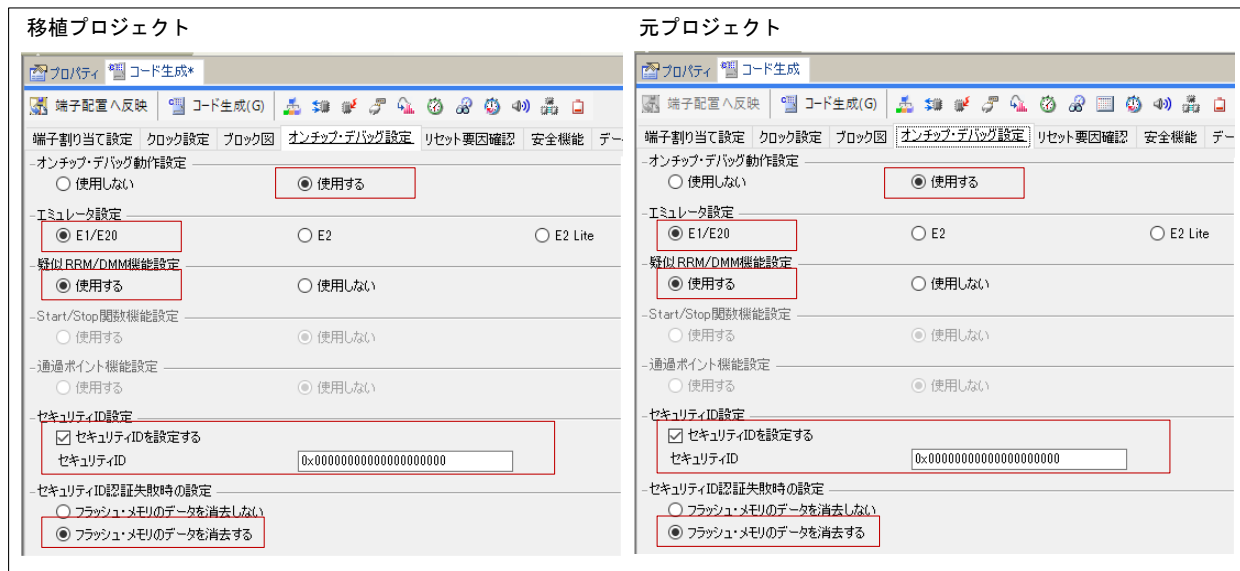 移植プロジェクト
プロパティ コード生成*
端子配置へ反映 コード生成(G)
端子割り当て設定 クロック設定 ブロック図 オンチップ・デバッグ設定 リセット要因確認 安全機能 デー
オンチップ・デバッグ動作設定
使用しない 使用する
エミュレータ設定
E1/E20 E2 E2 Lite
疑似RRM/DMM機能設定
使用する 使用しない
Start/Stop関数機能設定
使用する 使用しない
通過ポイント機能設定
使用する 使用しない
セキュリティID設定
セキュリティIDを設定する
セキュリティID 0x00000000000000000000
セキュリティID認証失敗時の設定
フラッシュ・メモリのデータを消去しない
フラッシュ・メモリのデータを消去する
元プロジェクト
プロパティ コード生成
端子配置へ反映 コード生成(G)
端子割り当て設定 クロック設定 ブロック図 オンチップ・デバッグ設定 リセット要因確認 安全機能 デー
オンチップ・デバッグ動作設定
使用しない 使用する
エミュレータ設定
E1/E20 E2 E2 Lite
疑似RRM/DMM機能設定
使用する 使用しない
Start/Stop関数機能設定
使用する 使用しない
通過ポイント機能設定
使用する 使用しない
セキュリティID設定
セキュリティIDを設定する
セキュリティID 0x00000000000000000000
セキュリティID認証失敗時の設定
フラッシュ・メモリのデータを消去しない
フラッシュ・メモリのデータを消去する